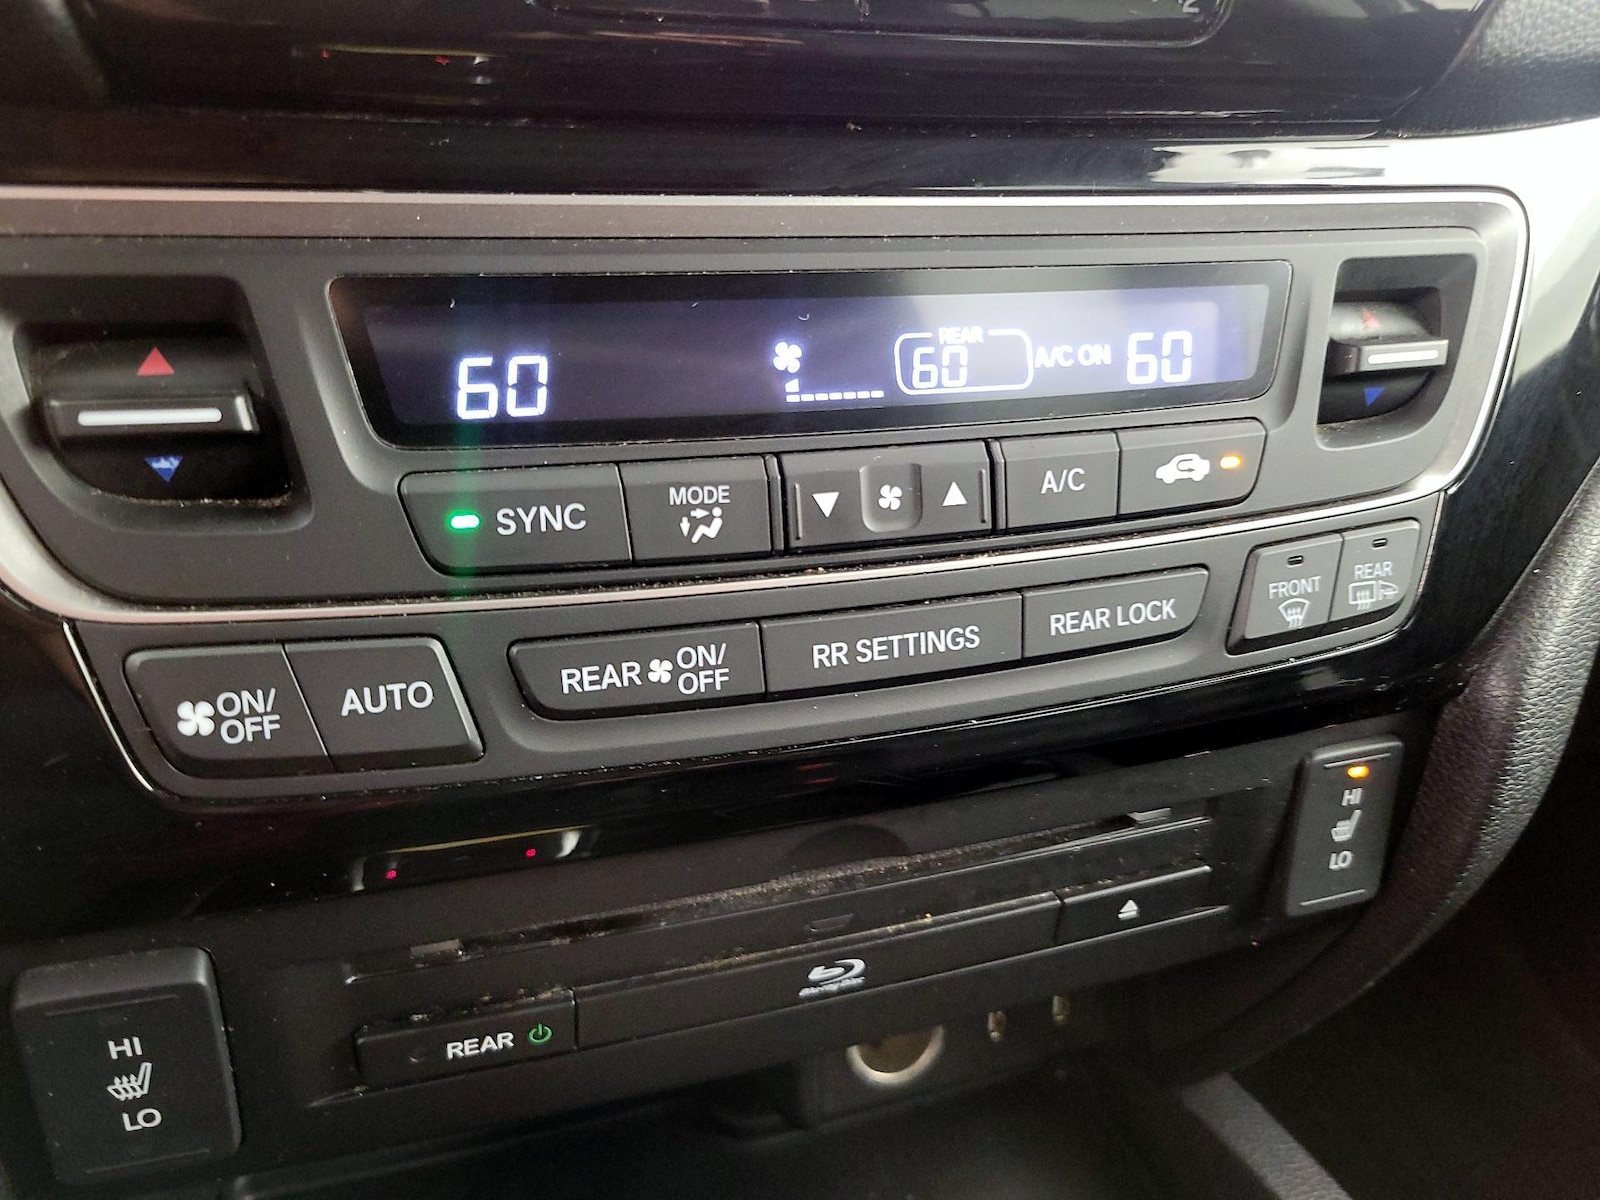 60
REAR
60
A/C ON
60
SYNC
MODE
A/C
FRONT
REAR
ON/
OFF
AUTO
REAR
ON/
OFF
RR SETTINGS
REAR LOCK
HI
LO
REAR
HI
LO